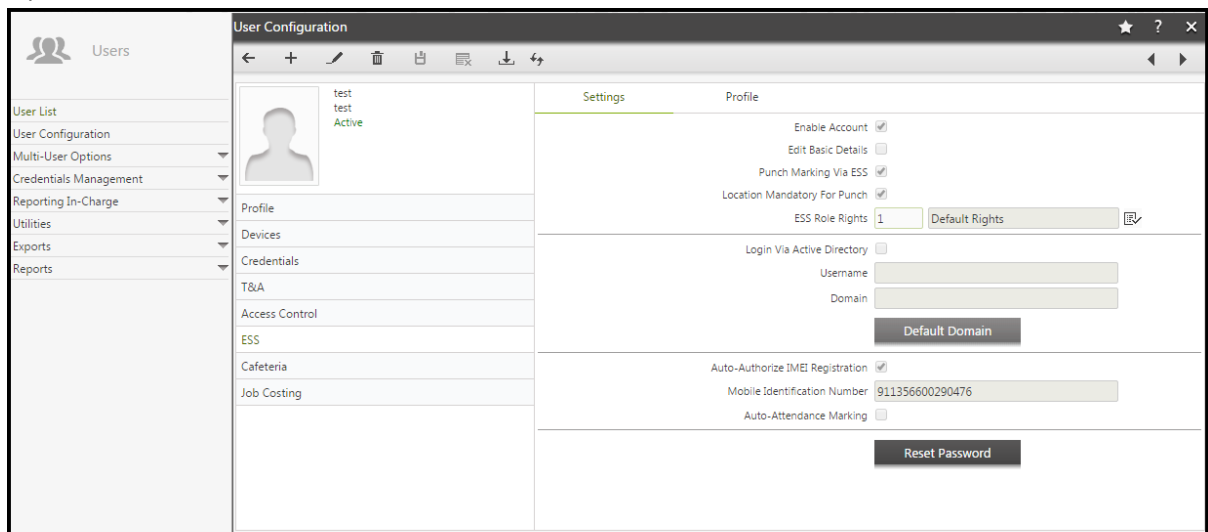 Users
User List
User Configuration
Multi-User Options
Credentials Management
Reporting In-Charge
Utilities
Exports
Reports
User Configuration ?
test
test
Active
Profile
Devices
Credentials
T&A
Access Control
ESS
Cafeteria
Job Costing
Settings Profile
Enable Account
Edit Basic Details
Punch Marking Via ESS
Location Mandatory For Punch
ESS Role Rights 1 Default Rights
Login Via Active Directory
Username
Domain
Default Domain
Auto-Authorize IMEI Registration
Mobile Identification Number 911356600290476
Auto-Attendance Marking
Reset Password